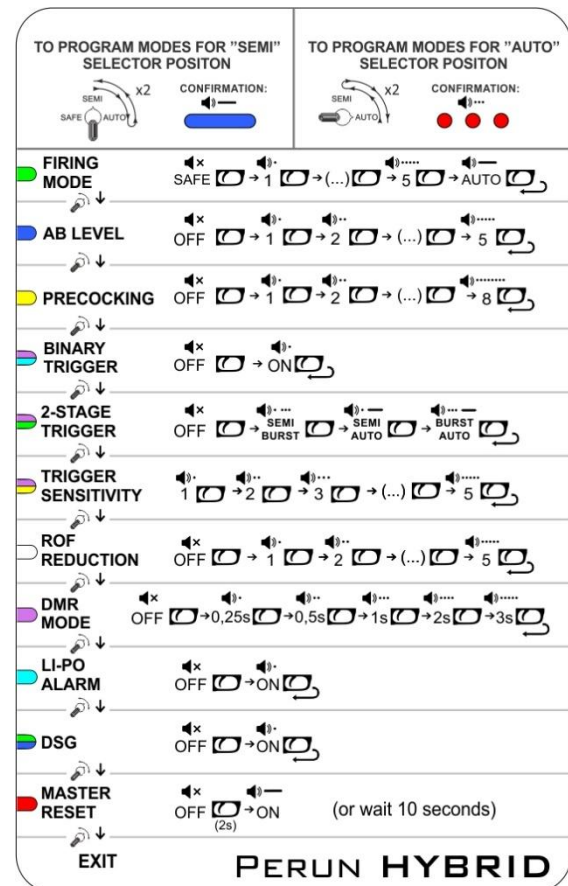 TO PROGRAM MODES FOR ”SEMI”
SELECTOR POSITON
x2
SEMI
SAFE
AUTO
CONFIRMATION:
TO PROGRAM MODES FOR ”AUTO”
SELECTOR POSITON
x2
SEMI
AUTO
CONFIRMATION:
FIRING
MODE
SAFE → 1 → (...) → 5 → AUTO
AB LEVEL
OFF → 1 → 2 → (...) → 5
PRECOCKING
OFF → 1 → 2 → (...) → 8
BINARY
TRIGGER
OFF → ON
2-STAGE
TRIGGER
OFF → SEMI BURST → SEMI AUTO → BURST AUTO
TRIGGER
SENSITIVITY
1 → 2 → 3 → (...) → 5
ROF
REDUCTION
OFF → 1 → 2 → (...) → 5
DMR
MODE
OFF → 0,25s → 0,5s → 1s → 2s → 3s
LI-PO
ALARM
OFF → ON
DSG
OFF → ON
MASTER
RESET
OFF → ON (or wait 10 seconds)
(2s)
EXIT
PERUN HYBRID